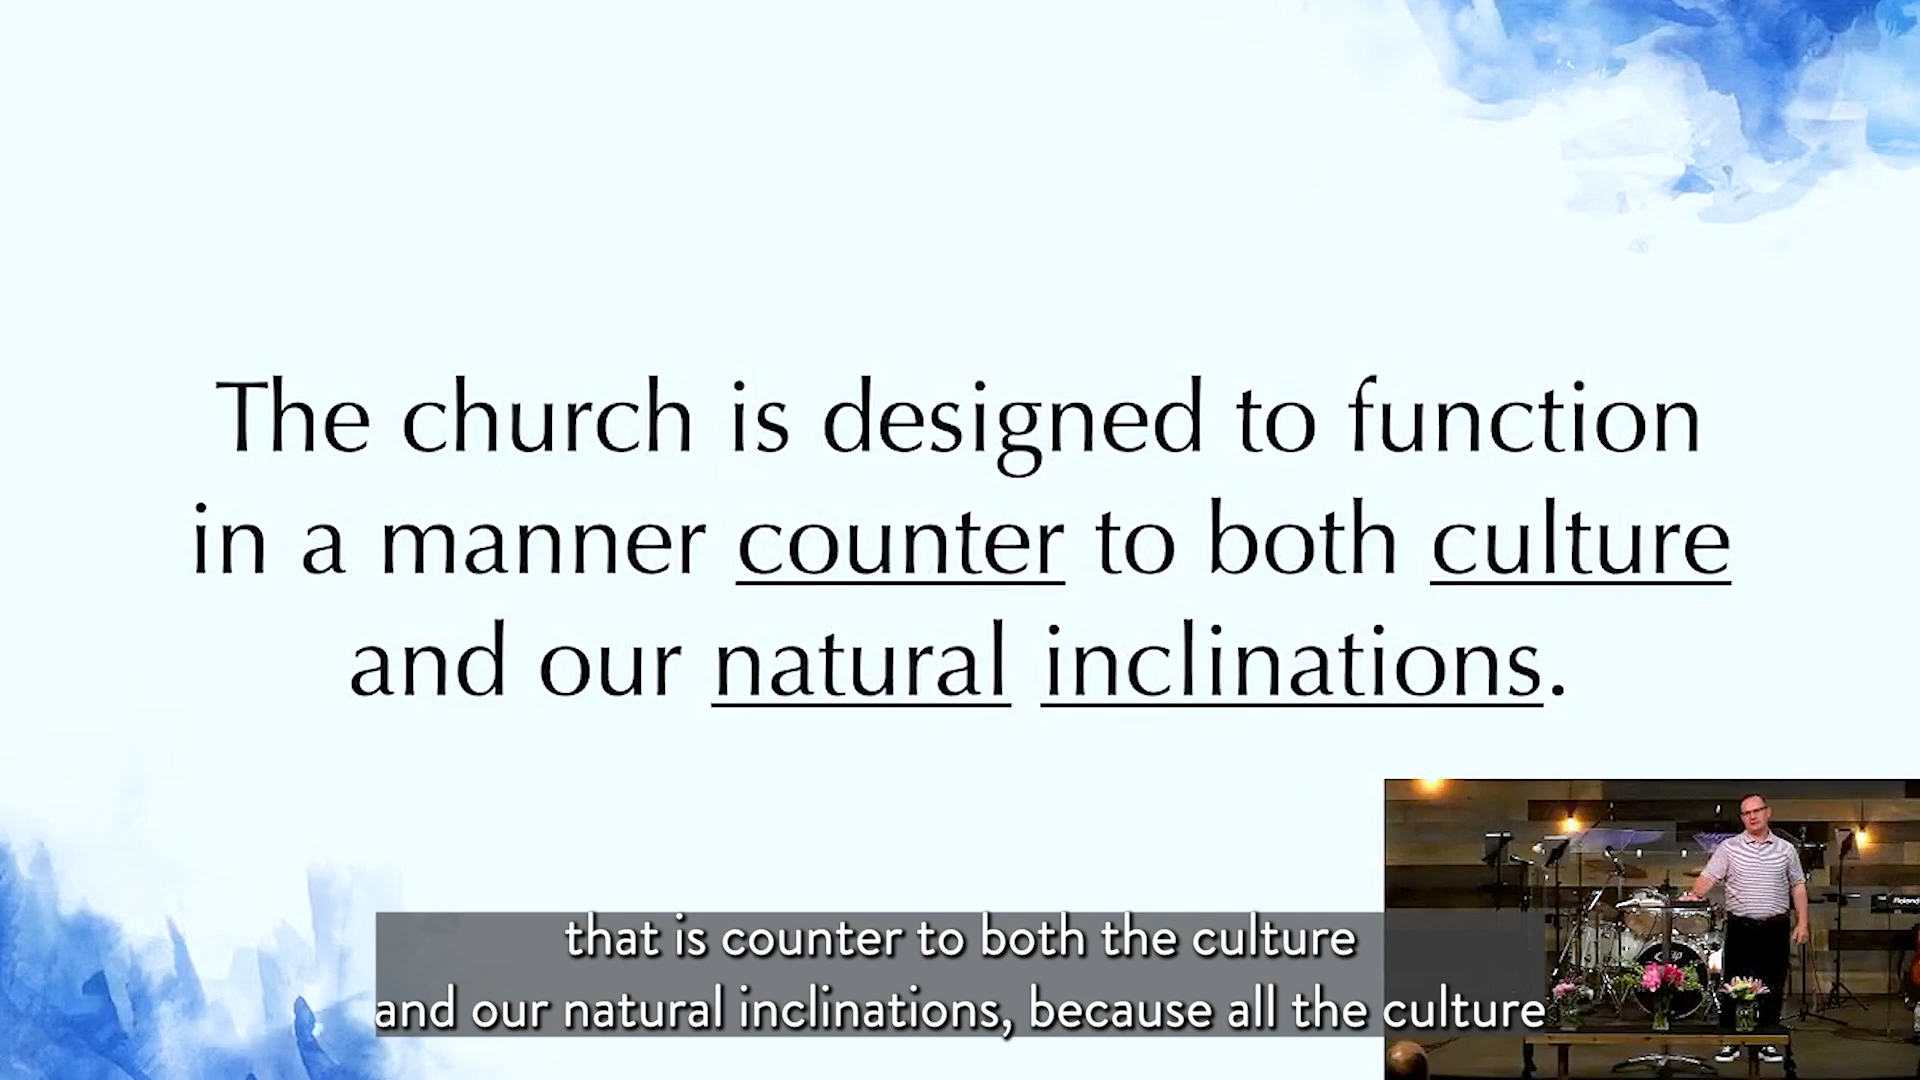 The church is designed to function
in a manner counter to both culture
and our natural inclinations.
that is counter to both the culture
and our natural inclinations, because all the culture
Roland